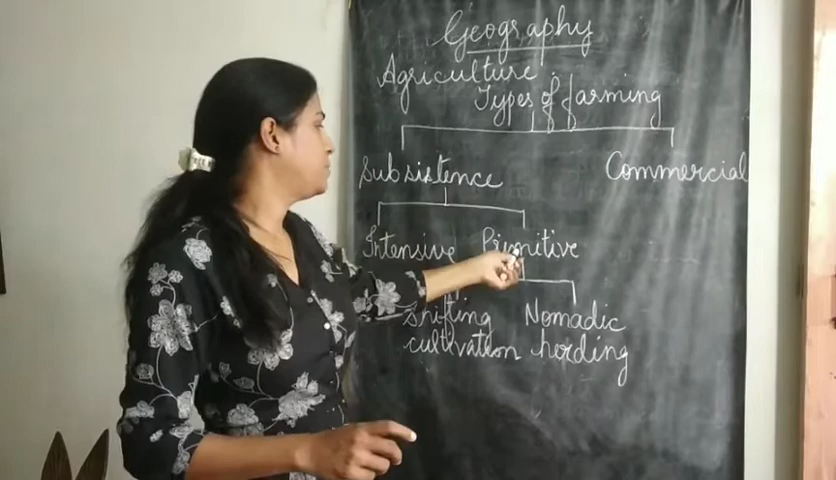 Geography
Agriculture
Types of farming
Subsistence Commercial
Intensive Primitive
Shifting Nomadic
cultivation herding